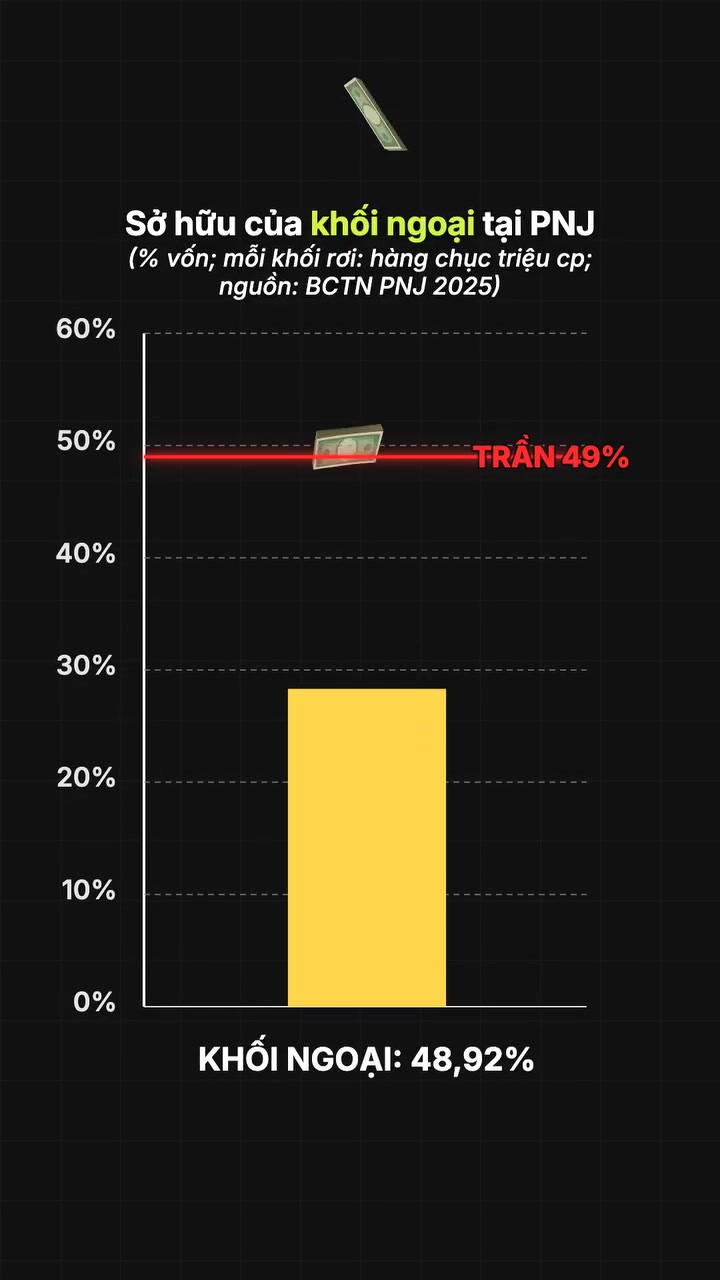 Sở hữu của khối ngoại tại PNJ
(% vốn; mỗi khối rơi: hàng chục triệu cp;
nguồn: BCTN PNJ 2025)
60%
50%
TRẦN 49%
40%
30%
20%
10%
0%
KHỐI NGOẠI: 48,92%